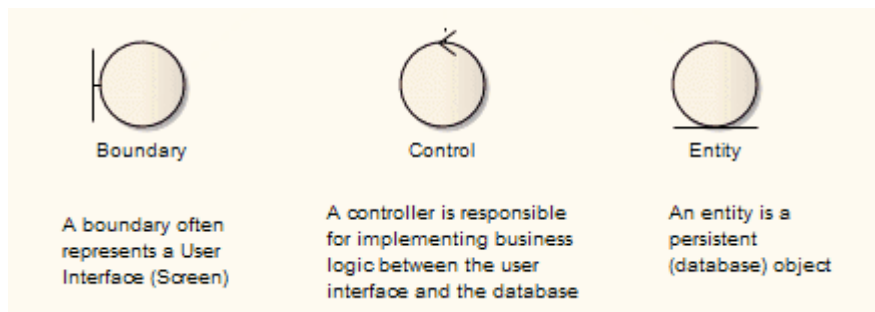 Boundary
Control
Entity
A boundary often
represents a User
Interface (Screen)
A controller is responsible
for implementing business
logic between the user
interface and the database
An entity is a
persistent
(database) object